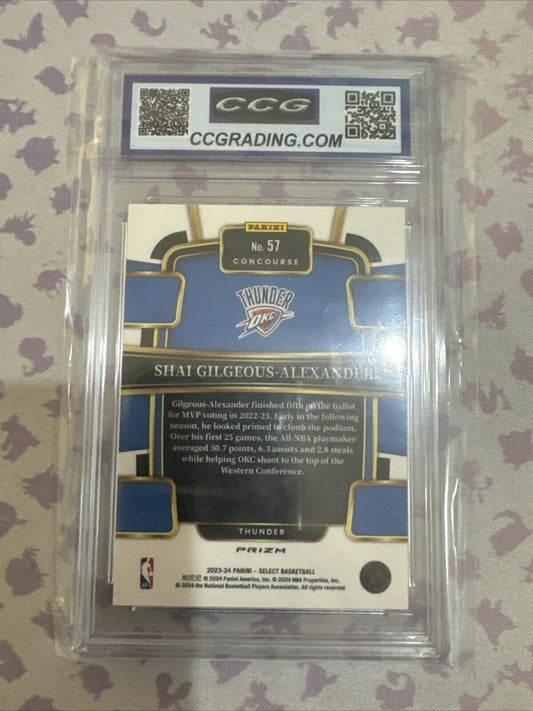 CCG
CCGRADING.COM
PANINI
No. 57
CONCOURSE
THUNDER
OKC
SHAI GILGEOUS-ALEXANDER
Gilgeous-Alexander finished fifth on the ballot
for MVP voting in 2022-23. Early in the following
season, he looked primed to climb the podium.
Over his first 25 games, the All-NBA playmaker
averaged 30.7 points, 6.3 assists and 2.8 steals
while helping OKC shoot to the top of the
Western Conference.
THUNDER
PRIZM
2023-24 PANINI – SELECT BASKETBALL
帕尼尼 © 2024 Panini America, Inc. © 2024 NBA Properties, Inc.
© 2024 the National Basketball Players Association. All rights reserved.